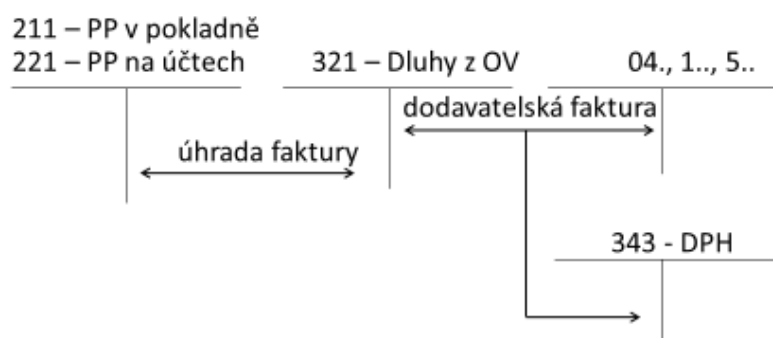 211 – PP v pokladně
221 – PP na účtech
321 – Dluhy z OV
04., 1.., 5..
dodavatelská faktura
úhrada faktury
343 - DPH